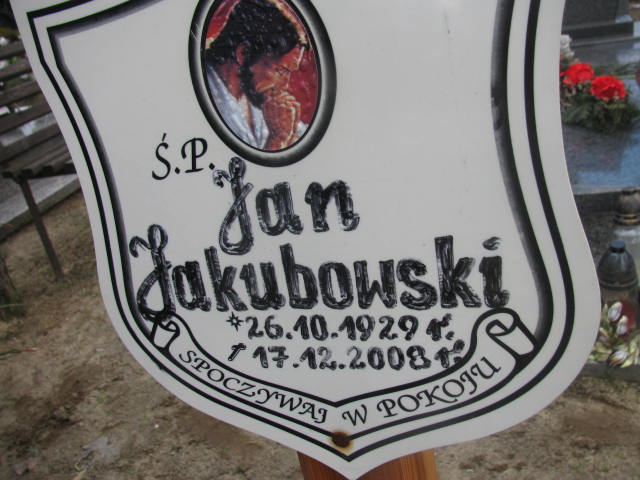 Ś.P.
Jan
Jakubowski
*26.10.1929 r.
†17.12.2008 r.
SPOCZYWAJ W POKOJU